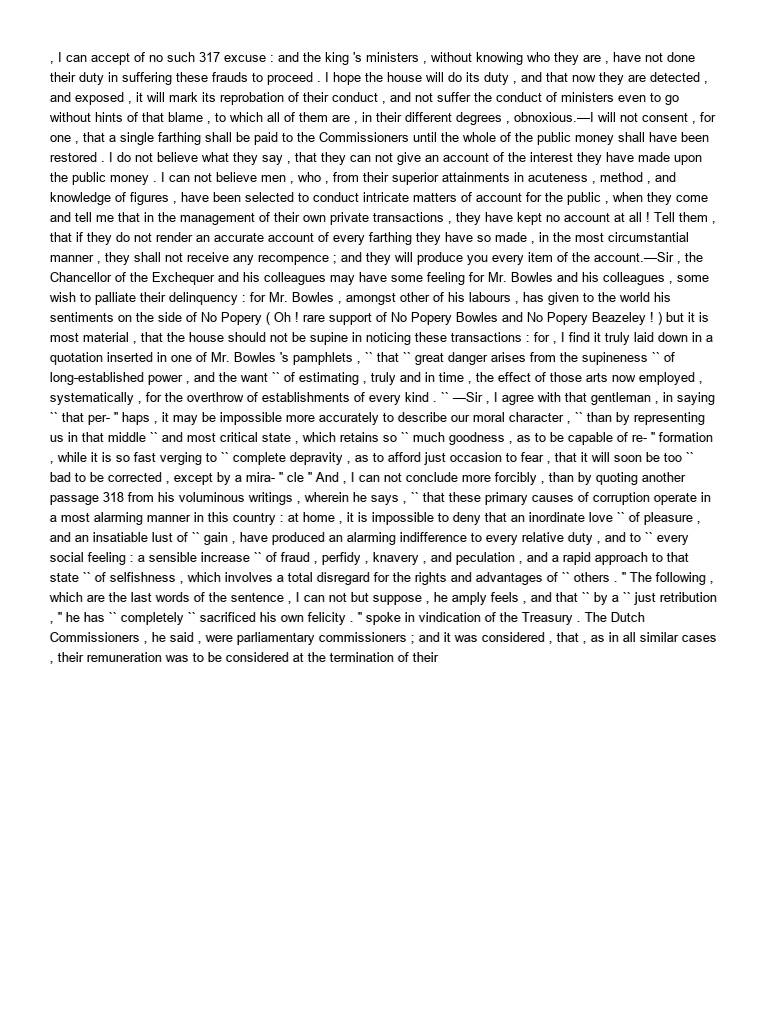 , I can accept of no such 317 excuse : and the king 's ministers , without knowing who they are , have not done
their duty in suffering these frauds to proceed . I hope the house will do its duty , and that now they are detected ,
and exposed , it will mark its reprobation of their conduct , and not suffer the conduct of ministers even to go
without hints of that blame , to which all of them are , in their different degrees , obnoxious.—I will not consent , for
one , that a single farthing shall be paid to the Commissioners until the whole of the public money shall have been
restored . I do not believe what they say , that they can not give an account of the interest they have made upon
the public money . I can not believe men , who , from their superior attainments in acuteness , method , and
knowledge of figures , have been selected to conduct intricate matters of account for the public , when they come
and tell me that in the management of their own private transactions , they have kept no account at all ! Tell them ,
that if they do not render an accurate account of every farthing they have so made , in the most circumstantial
manner , they shall not receive any recompence ; and they will produce you every item of the account.—Sir , the
Chancellor of the Exchequer and his colleagues may have some feeling for Mr. Bowles and his colleagues , some
wish to palliate their delinquency : for Mr. Bowles , amongst other of his labours , has given to the world his
sentiments on the side of No Popery ( Oh ! rare support of No Popery Bowles and No Popery Beazeley ! ) but it is
most material , that the house should not be supine in noticing these transactions : for , I find it truly laid down in a
quotation inserted in one of Mr. Bowles 's pamphlets , `` that `` great danger arises from the supineness `` of
long-established power , and the want `` of estimating , truly and in time , the effect of those arts now employed ,
systematically , for the overthrow of establishments of every kind . `` —Sir , I agree with that gentleman , in saying
`` that per- " haps , it may be impossible more accurately to describe our moral character , `` than by representing
us in that middle `` and most critical state , which retains so `` much goodness , as to be capable of re- " formation
, while it is so fast verging to `` complete depravity , as to afford just occasion to fear , that it will soon be too ``
bad to be corrected , except by a mira- " cle " And , I can not conclude more forcibly , than by quoting another
passage 318 from his voluminous writings , wherein he says , `` that these primary causes of corruption operate in
a most alarming manner in this country : at home , it is impossible to deny that an inordinate love `` of pleasure ,
and an insatiable lust of `` gain , have produced an alarming indifference to every relative duty , and to `` every
social feeling : a sensible increase `` of fraud , perfidy , knavery , and peculation , and a rapid approach to that
state `` of selfishness , which involves a total disregard for the rights and advantages of `` others . " The following ,
which are the last words of the sentence , I can not but suppose , he amply feels , and that `` by a `` just retribution
, " he has `` completely `` sacrificed his own felicity . " spoke in vindication of the Treasury . The Dutch
Commissioners , he said , were parliamentary commissioners ; and it was considered , that , as in all similar cases
, their remuneration was to be considered at the termination of their